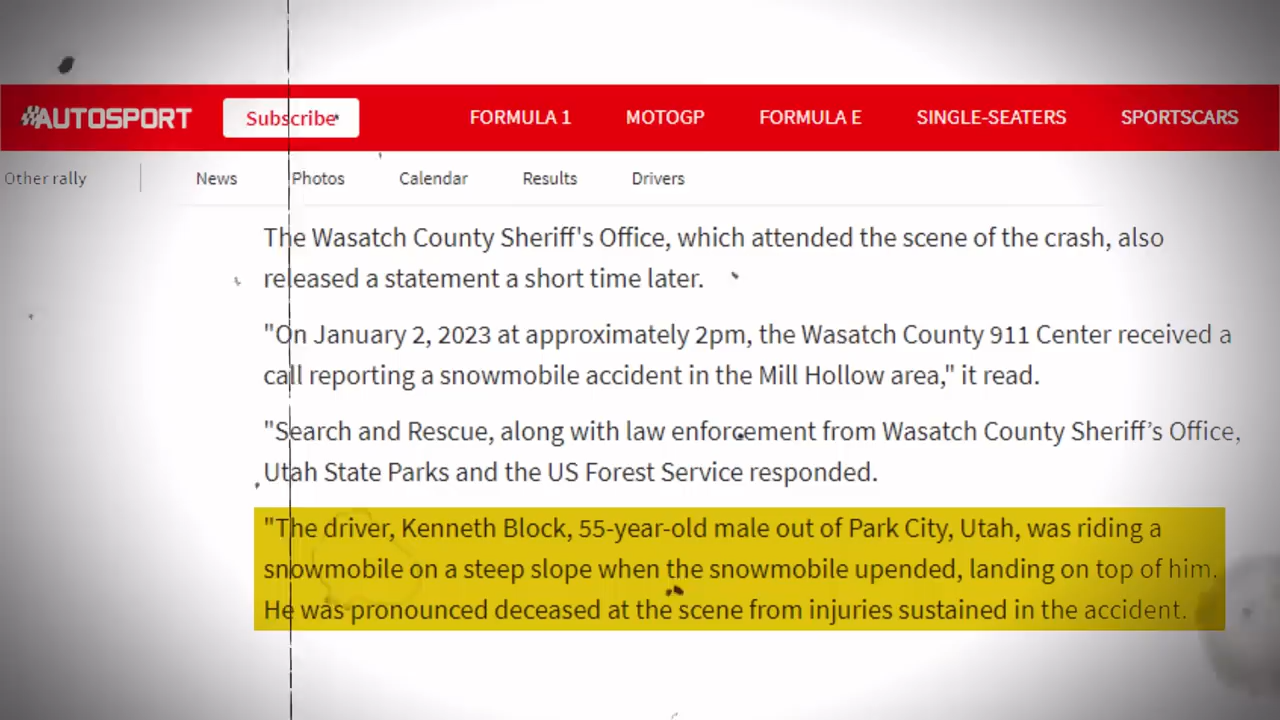 AUTOSPORT
Subscribe
FORMULA 1
MOTOGP
FORMULA E
SINGLE-SEATERS
SPORTSCARS
Other rally
News
Photos
Calendar
Results
Drivers
The Wasatch County Sheriff's Office, which attended the scene of the crash, also
released a statement a short time later.
"On January 2, 2023 at approximately 2pm, the Wasatch County 911 Center received a
call reporting a snowmobile accident in the Mill Hollow area," it read.
"Search and Rescue, along with law enforcement from Wasatch County Sheriff’s Office,
Utah State Parks and the US Forest Service responded.
"The driver, Kenneth Block, 55-year-old male out of Park City, Utah, was riding a
snowmobile on a steep slope when the snowmobile upended, landing on top of him.
He was pronounced deceased at the scene from injuries sustained in the accident.